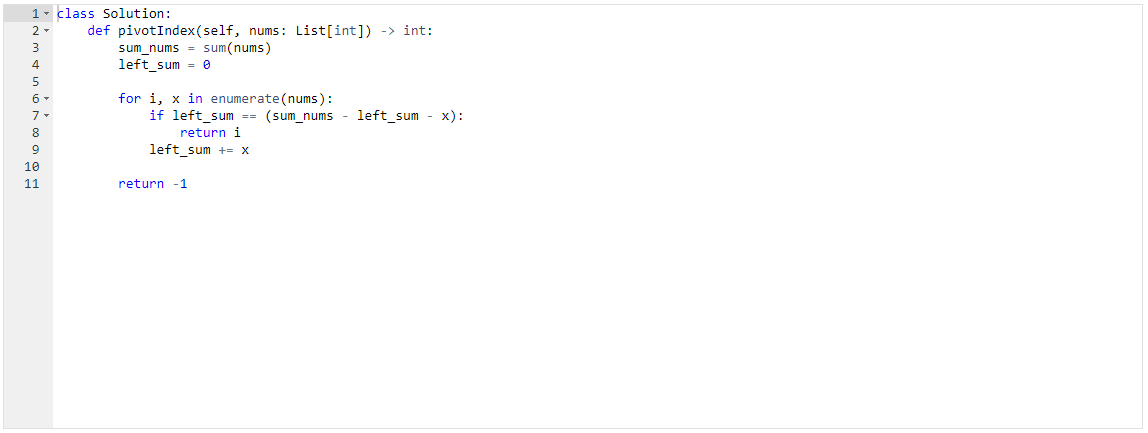 1 class Solution:
2     def pivotIndex(self, nums: List[int]) -> int:
3         sum_nums = sum(nums)
4         left_sum = 0
5
6         for i, x in enumerate(nums):
7             if left_sum == (sum_nums - left_sum - x):
8                 return i
9             left_sum += x
10
11         return -1